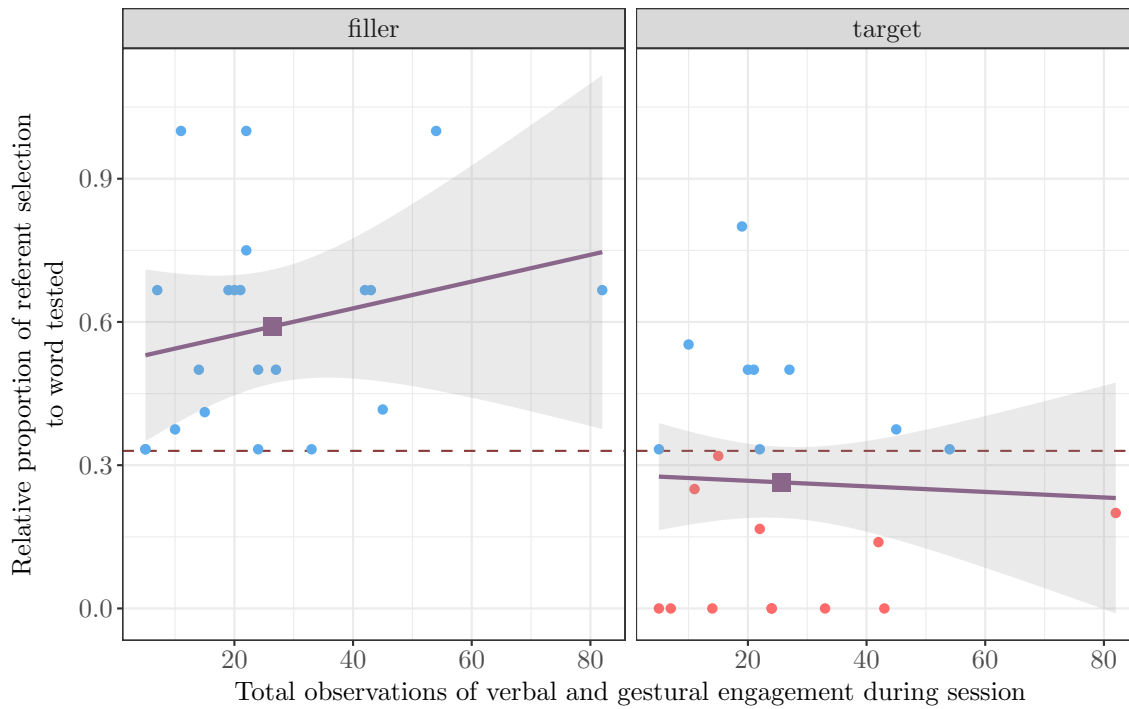 filler
target
Relative proportion of referent selection
to word tested
0.9
0.6
0.3
0.0
20
40
60
80
20
40
60
80
Total observations of verbal and gestural engagement during session